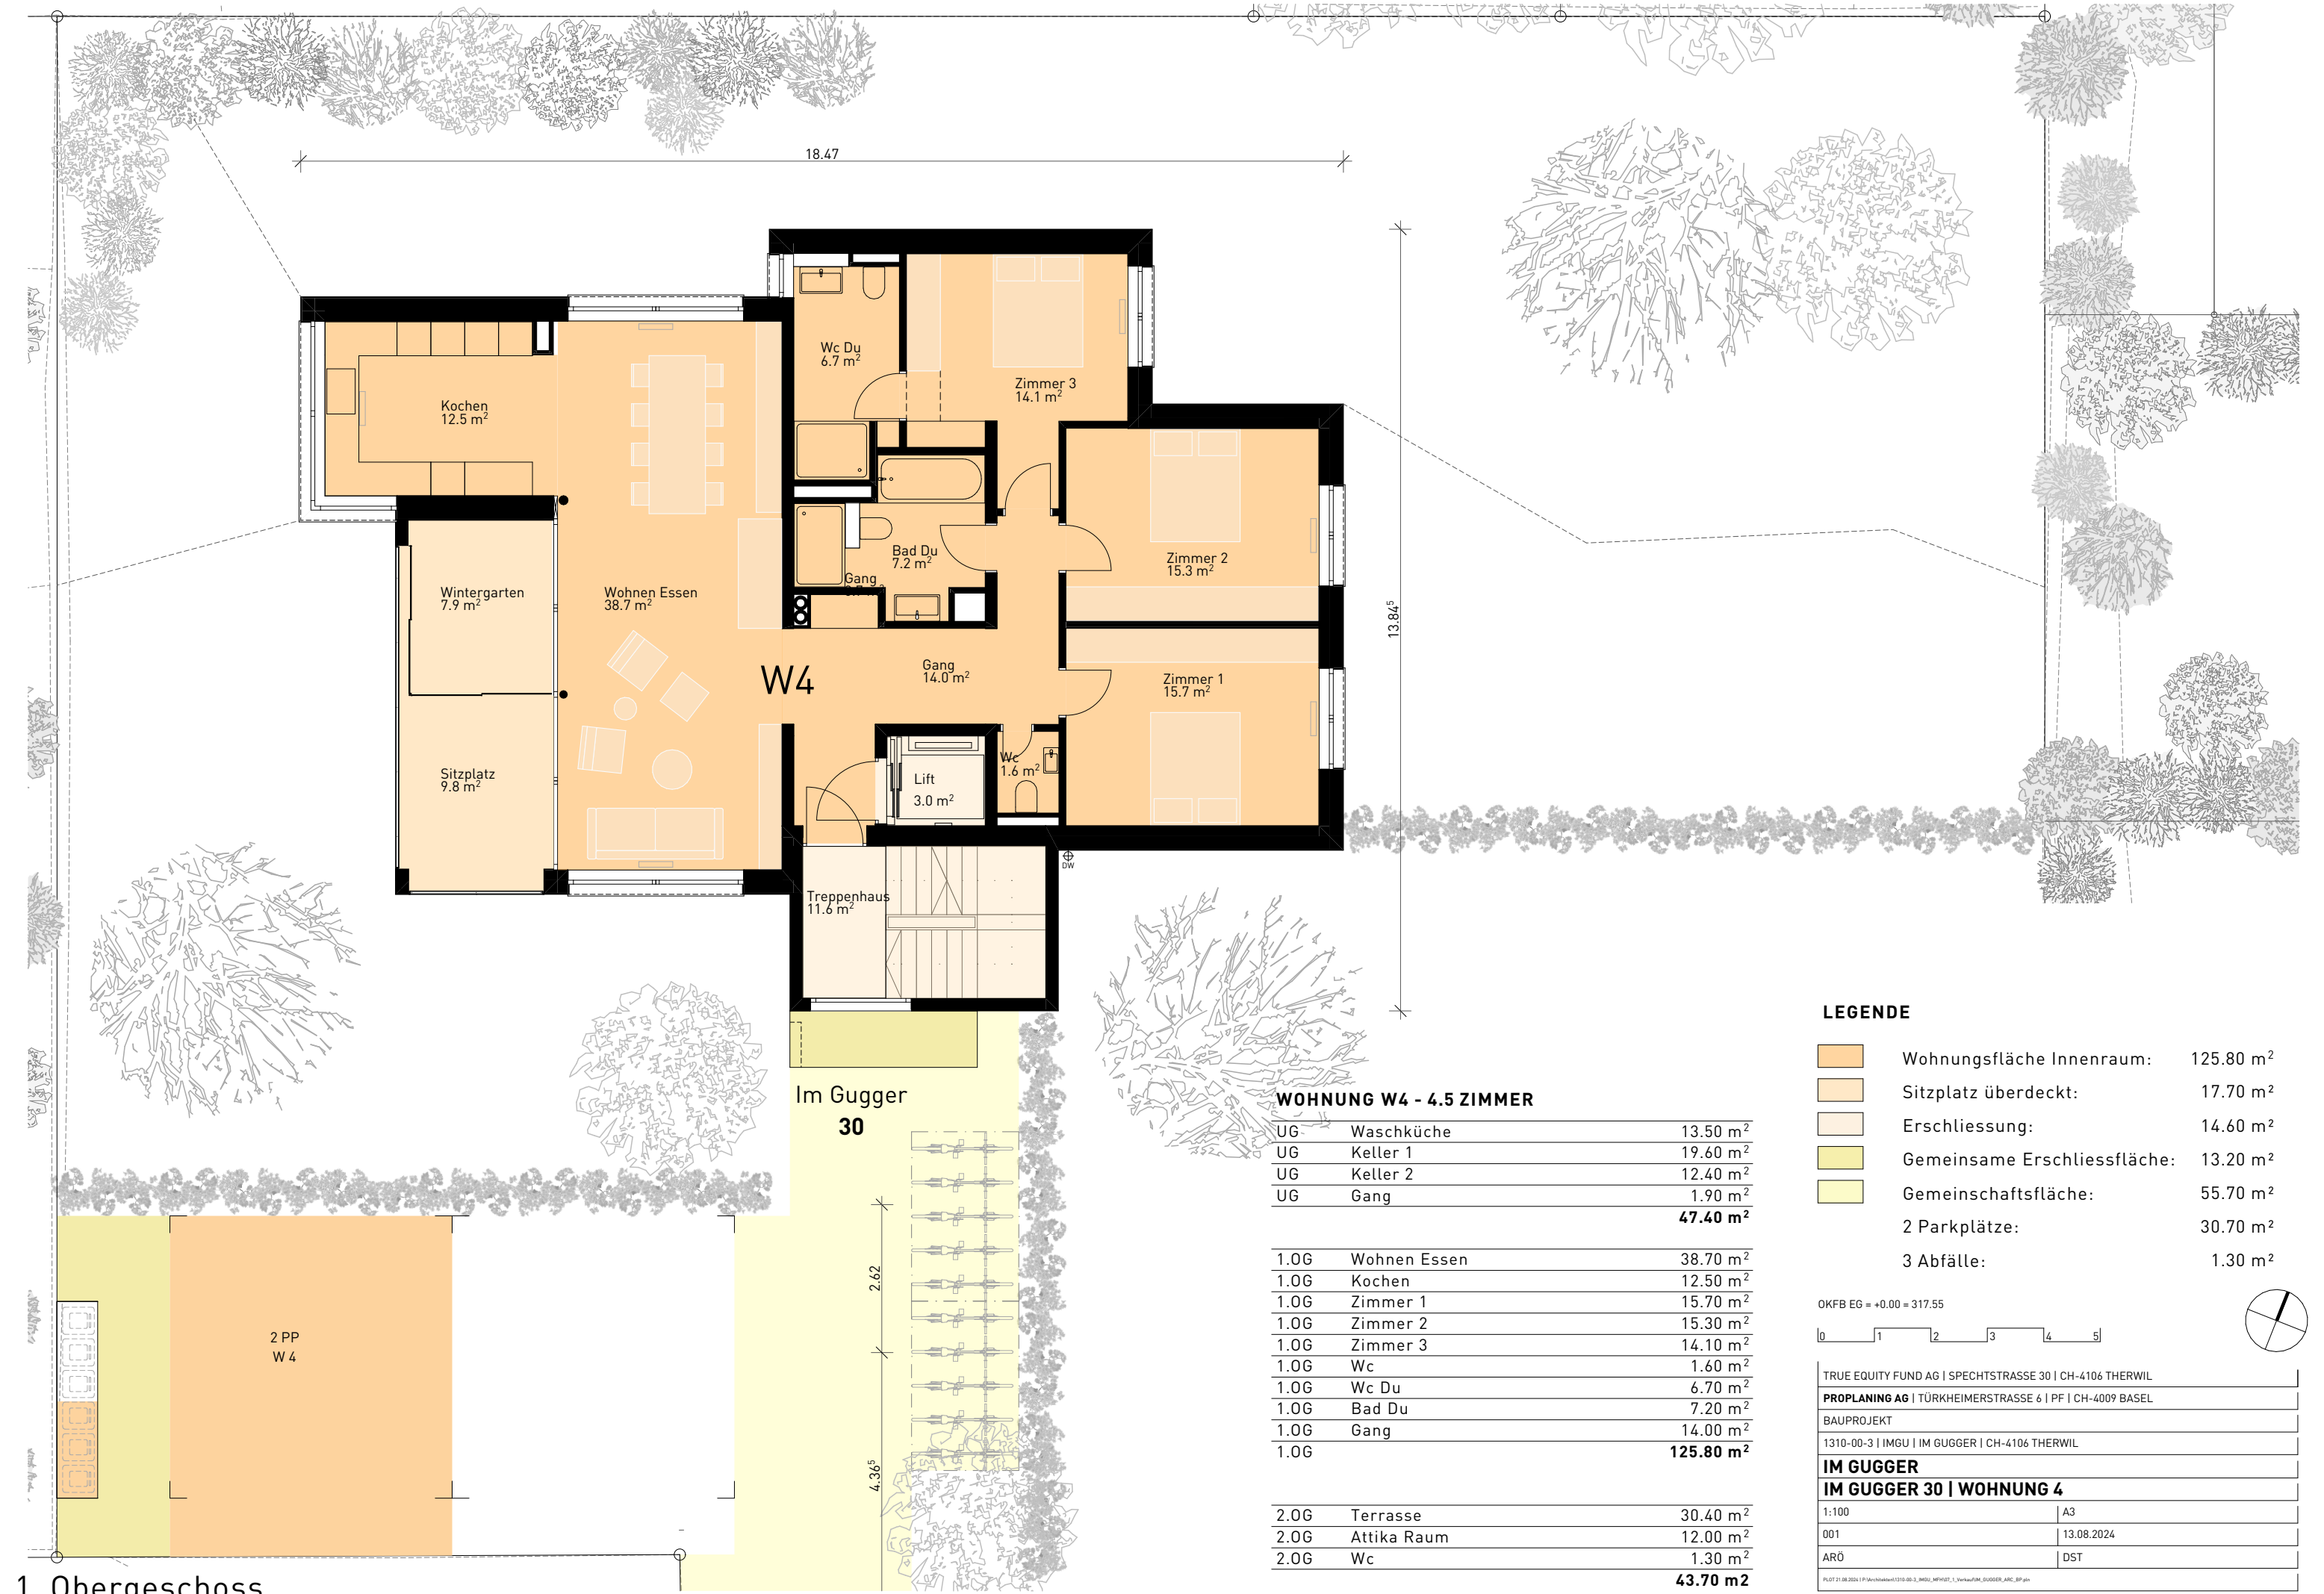 18.47
13.84⁵
Wc Du
6.7 m²
Zimmer 3
14.1 m²
Kochen
12.5 m²
Bad Du
7.2 m²
Gang
Zimmer 2
15.3 m²
Wintergarten
7.9 m²
Wohnen Essen
38.7 m²
W4
Gang
14.0 m²
Zimmer 1
15.7 m²
Sitzplatz
9.8 m²
Lift
3.0 m²
Wc
1.6 m²
DW
Treppenhaus
11.6 m²
Im Gugger
30
2.62
4.36⁵
2 PP
W 4
1. Obergeschoss
WOHNUNG W4 - 4.5 ZIMMER
UG Waschküche 13.50 m²
UG Keller 1 19.60 m²
UG Keller 2 12.40 m²
UG Gang 1.90 m²
47.40 m²
1.OG Wohnen Essen 38.70 m²
1.OG Kochen 12.50 m²
1.OG Zimmer 1 15.70 m²
1.OG Zimmer 2 15.30 m²
1.OG Zimmer 3 14.10 m²
1.OG Wc 1.60 m²
1.OG Wc Du 6.70 m²
1.OG Bad Du 7.20 m²
1.OG Gang 14.00 m²
1.OG 125.80 m²
2.OG Terrasse 30.40 m²
2.OG Attika Raum 12.00 m²
2.OG Wc 1.30 m²
43.70 m2
LEGENDE
Wohnungsfläche Innenraum: 125.80 m²
Sitzplatz überdeckt: 17.70 m²
Erschliessung: 14.60 m²
Gemeinsame Erschliessfläche: 13.20 m²
Gemeinschaftsfläche: 55.70 m²
2 Parkplätze: 30.70 m²
3 Abfälle: 1.30 m²
OKFB EG = +0.00 = 317.55
0 1 2 3 4 5
TRUE EQUITY FUND AG | SPECHTSTRASSE 30 | CH-4106 THERWIL
PROPLANING AG | TÜRKHEIMERSTRASSE 6 | PF | CH-4009 BASEL
BAUPROJEKT
1310-00-3 | IMGU | IM GUGGER | CH-4106 THERWIL
IM GUGGER
IM GUGGER 30 | WOHNUNG 4
1:100 A3
001 13.08.2024
ARÖ DST